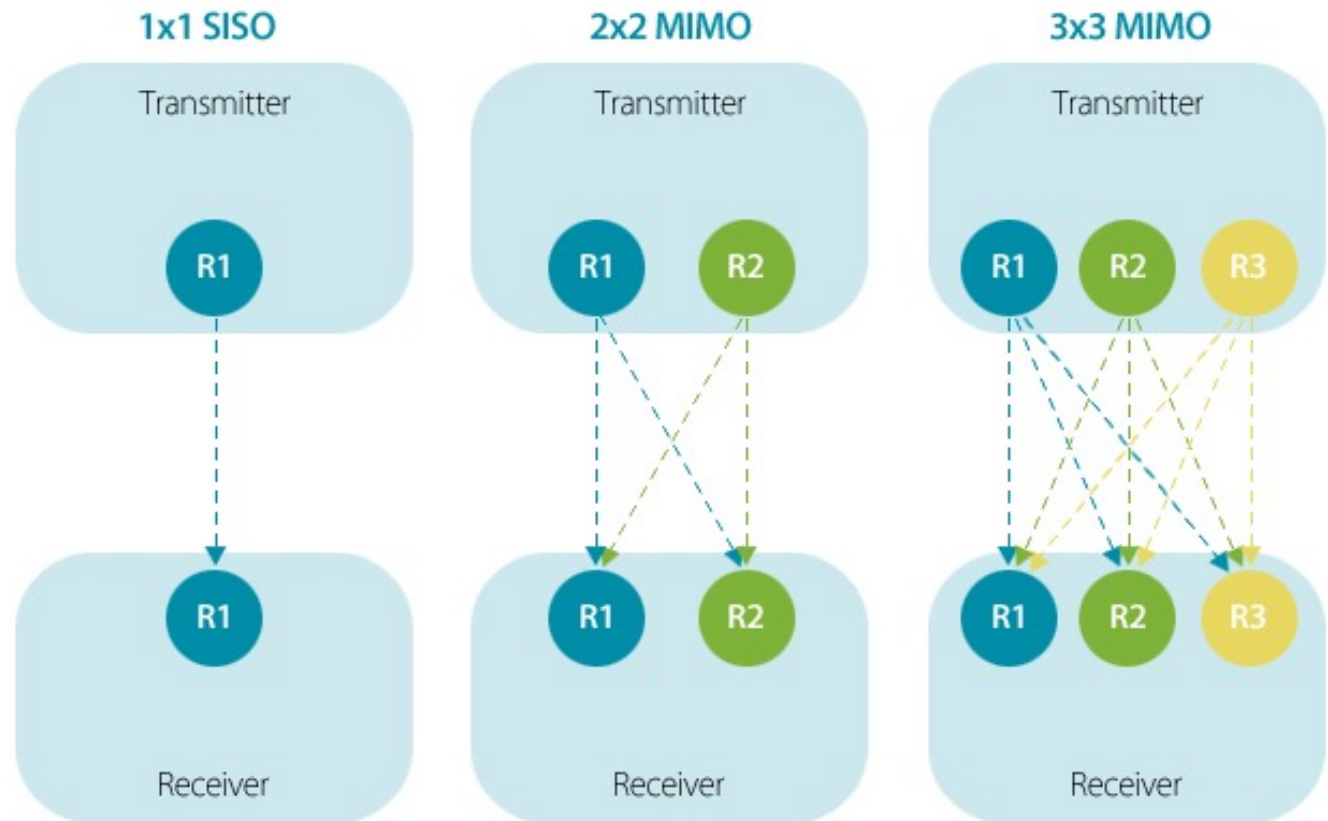 1x1 SISO
2x2 MIMO
3x3 MIMO
Transmitter
Transmitter
Transmitter
R1
R1
R2
R1
R2
R3
R1
R1
R2
R1
R2
R3
Receiver
Receiver
Receiver